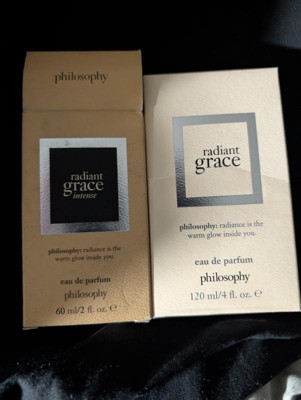 philosophy
radiant
grace
intense
philosophy: radiance is the
warm glow inside you.
eau de parfum
philosophy
60 ml/2 fl. oz. ℮
radiant
grace
philosophy: radiance is the
warm glow inside you.
eau de parfum
philosophy
120 ml/4 fl. oz. ℮